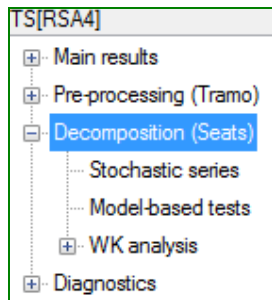 TS[RSA4]
Main results
Pre-processing (Tramo)
Decomposition (Seats)
Stochastic series
Model-based tests
WK analysis
Diagnostics